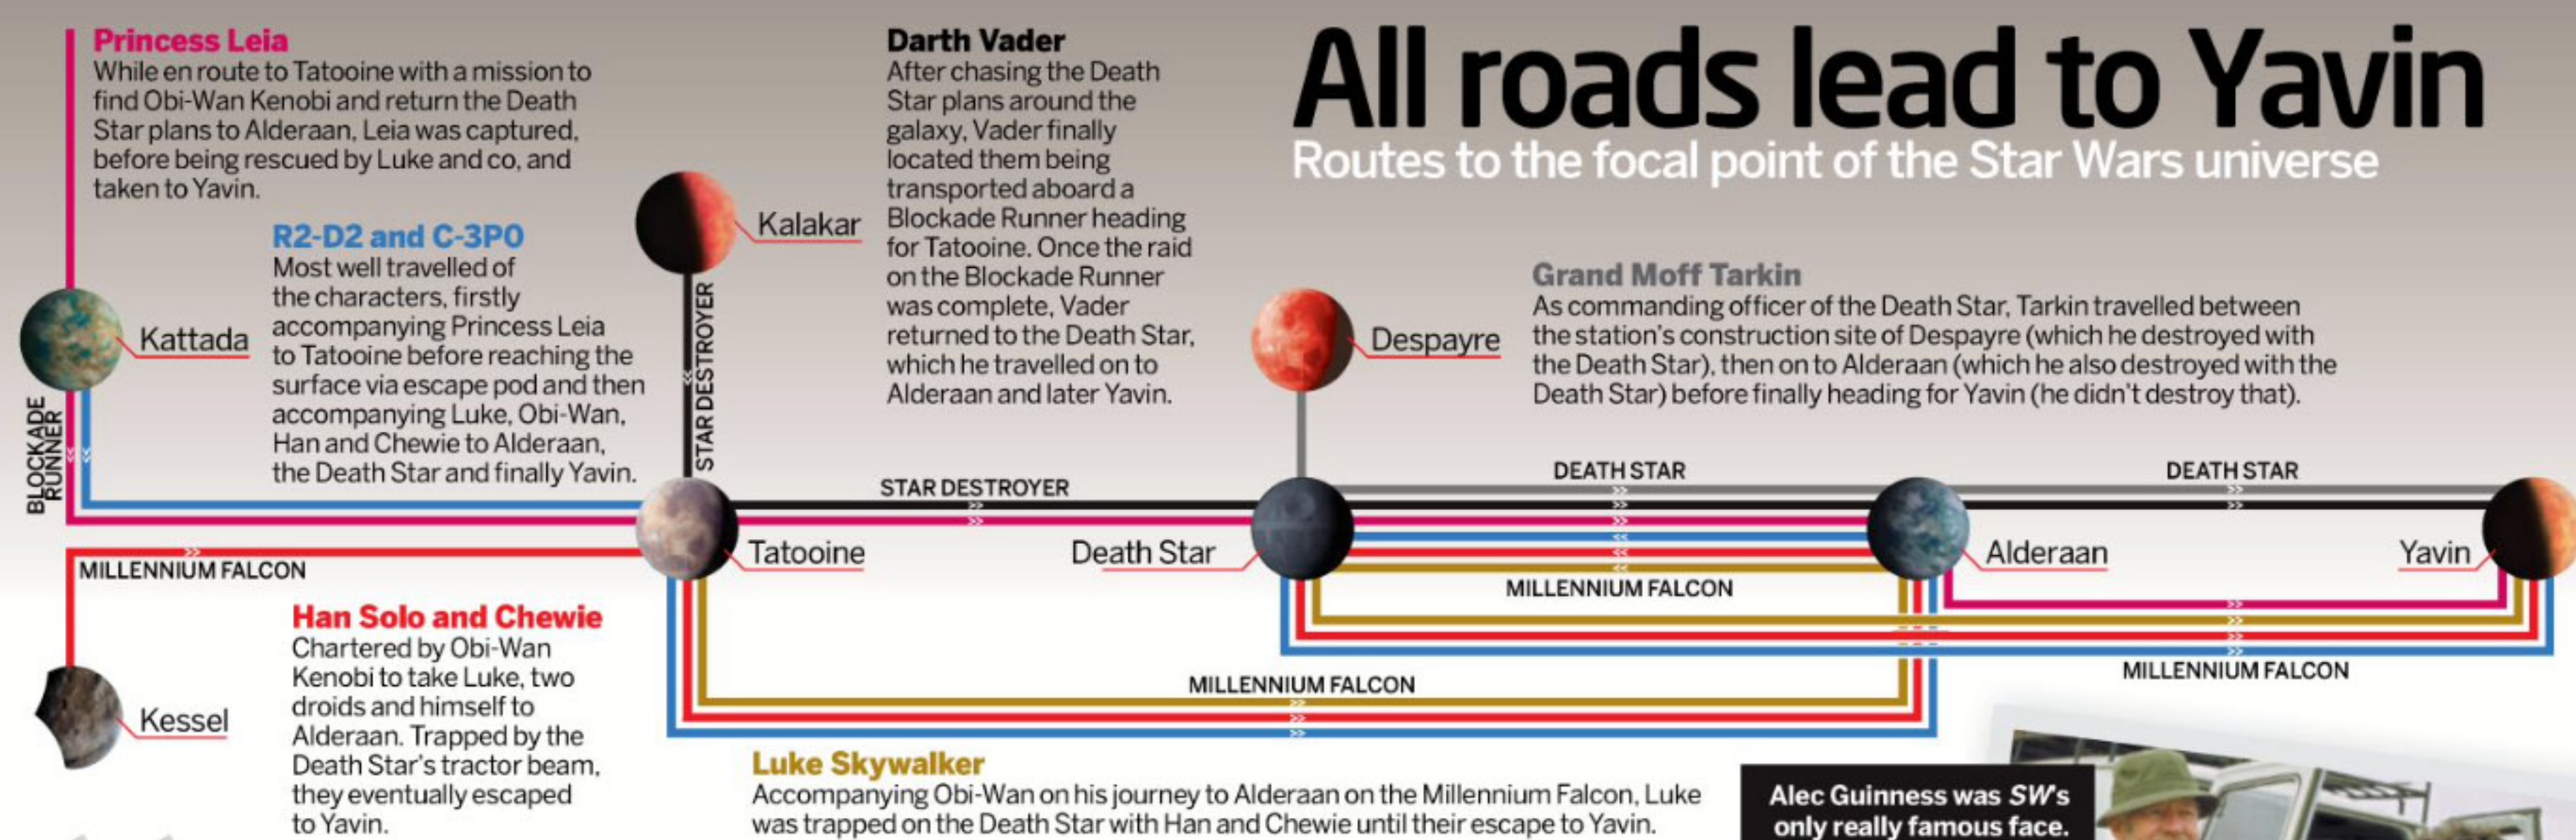 All roads lead to Yavin
Routes to the focal point of the Star Wars universe
Princess Leia
While en route to Tatooine with a mission to
find Obi-Wan Kenobi and return the Death
Star plans to Alderaan, Leia was captured,
before being rescued by Luke and co, and
taken to Yavin.
R2-D2 and C-3PO
Most well travelled of
the characters, firstly
accompanying Princess Leia
to Tatooine before reaching the
surface via escape pod and then
accompanying Luke, Obi-Wan,
Han and Chewie to Alderaan,
the Death Star and finally Yavin.
Kattada
BLOCKADE
RUNNER
Kalakar
STAR DESTROYER
Darth Vader
After chasing the Death
Star plans around the
galaxy, Vader finally
located them being
transported aboard a
Blockade Runner heading
for Tatooine. Once the raid
on the Blockade Runner
was complete, Vader
returned to the Death Star,
which he travelled on to
Alderaan and later Yavin.
Despayre
Grand Moff Tarkin
As commanding officer of the Death Star, Tarkin travelled between
the station's construction site of Despayre (which he destroyed with
the Death Star), then on to Alderaan (which he also destroyed with the
Death Star) before finally heading for Yavin (he didn't destroy that).
STAR DESTROYER
DEATH STAR
DEATH STAR
Tatooine
Death Star
Alderaan
Yavin
MILLENNIUM FALCON
MILLENNIUM FALCON
MILLENNIUM FALCON
MILLENNIUM FALCON
Kessel
Han Solo and Chewie
Chartered by Obi-Wan
Kenobi to take Luke, two
droids and himself to
Alderaan. Trapped by the
Death Star's tractor beam,
they eventually escaped
to Yavin.
Luke Skywalker
Accompanying Obi-Wan on his journey to Alderaan on the Millennium Falcon, Luke
was trapped on the Death Star with Han and Chewie until their escape to Yavin.
Alec Guinness was SW's
only really famous face.